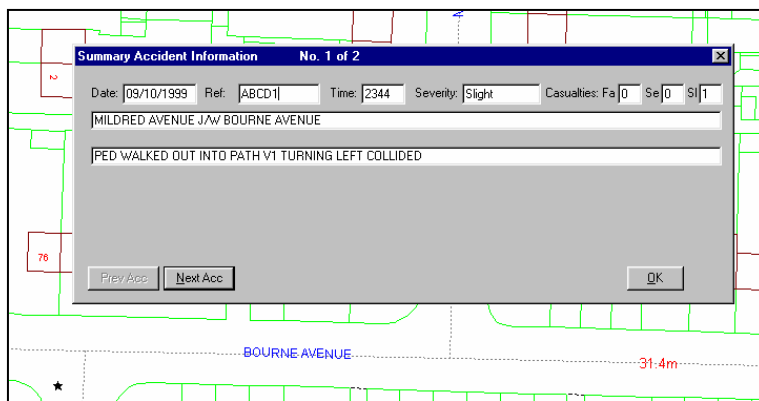 Summary Accident Information No. 1 of 2
2
Date: 09/10/1999 Ref: ABCD1 Time: 2344 Severity: Slight Casualties: Fa 0 Se 0 Sl 1
MILDRED AVENUE J/W BOURNE AVENUE
PED WALKED OUT INTO PATH V1 TURNING LEFT COLLIDED
76
Prev Acc Next Acc OK
BOURNE AVENUE
31.4m